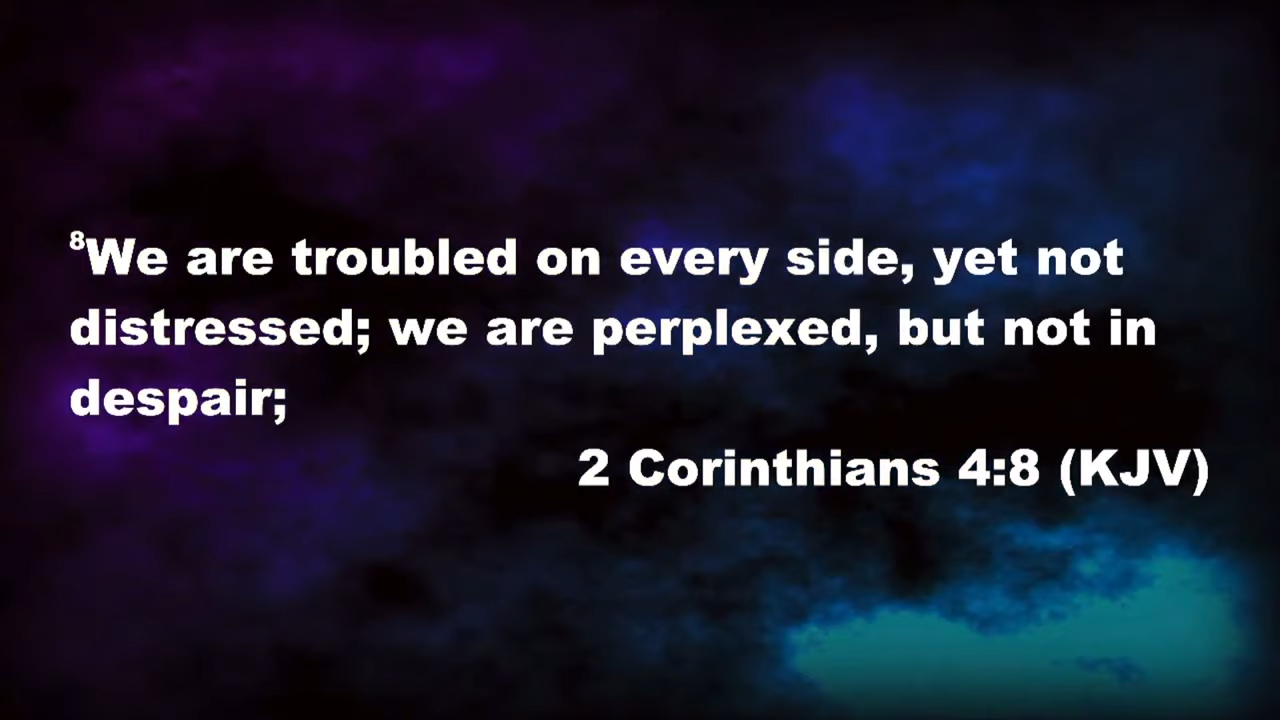 ⁸We are troubled on every side, yet not
distressed; we are perplexed, but not in
despair;
2 Corinthians 4:8 (KJV)